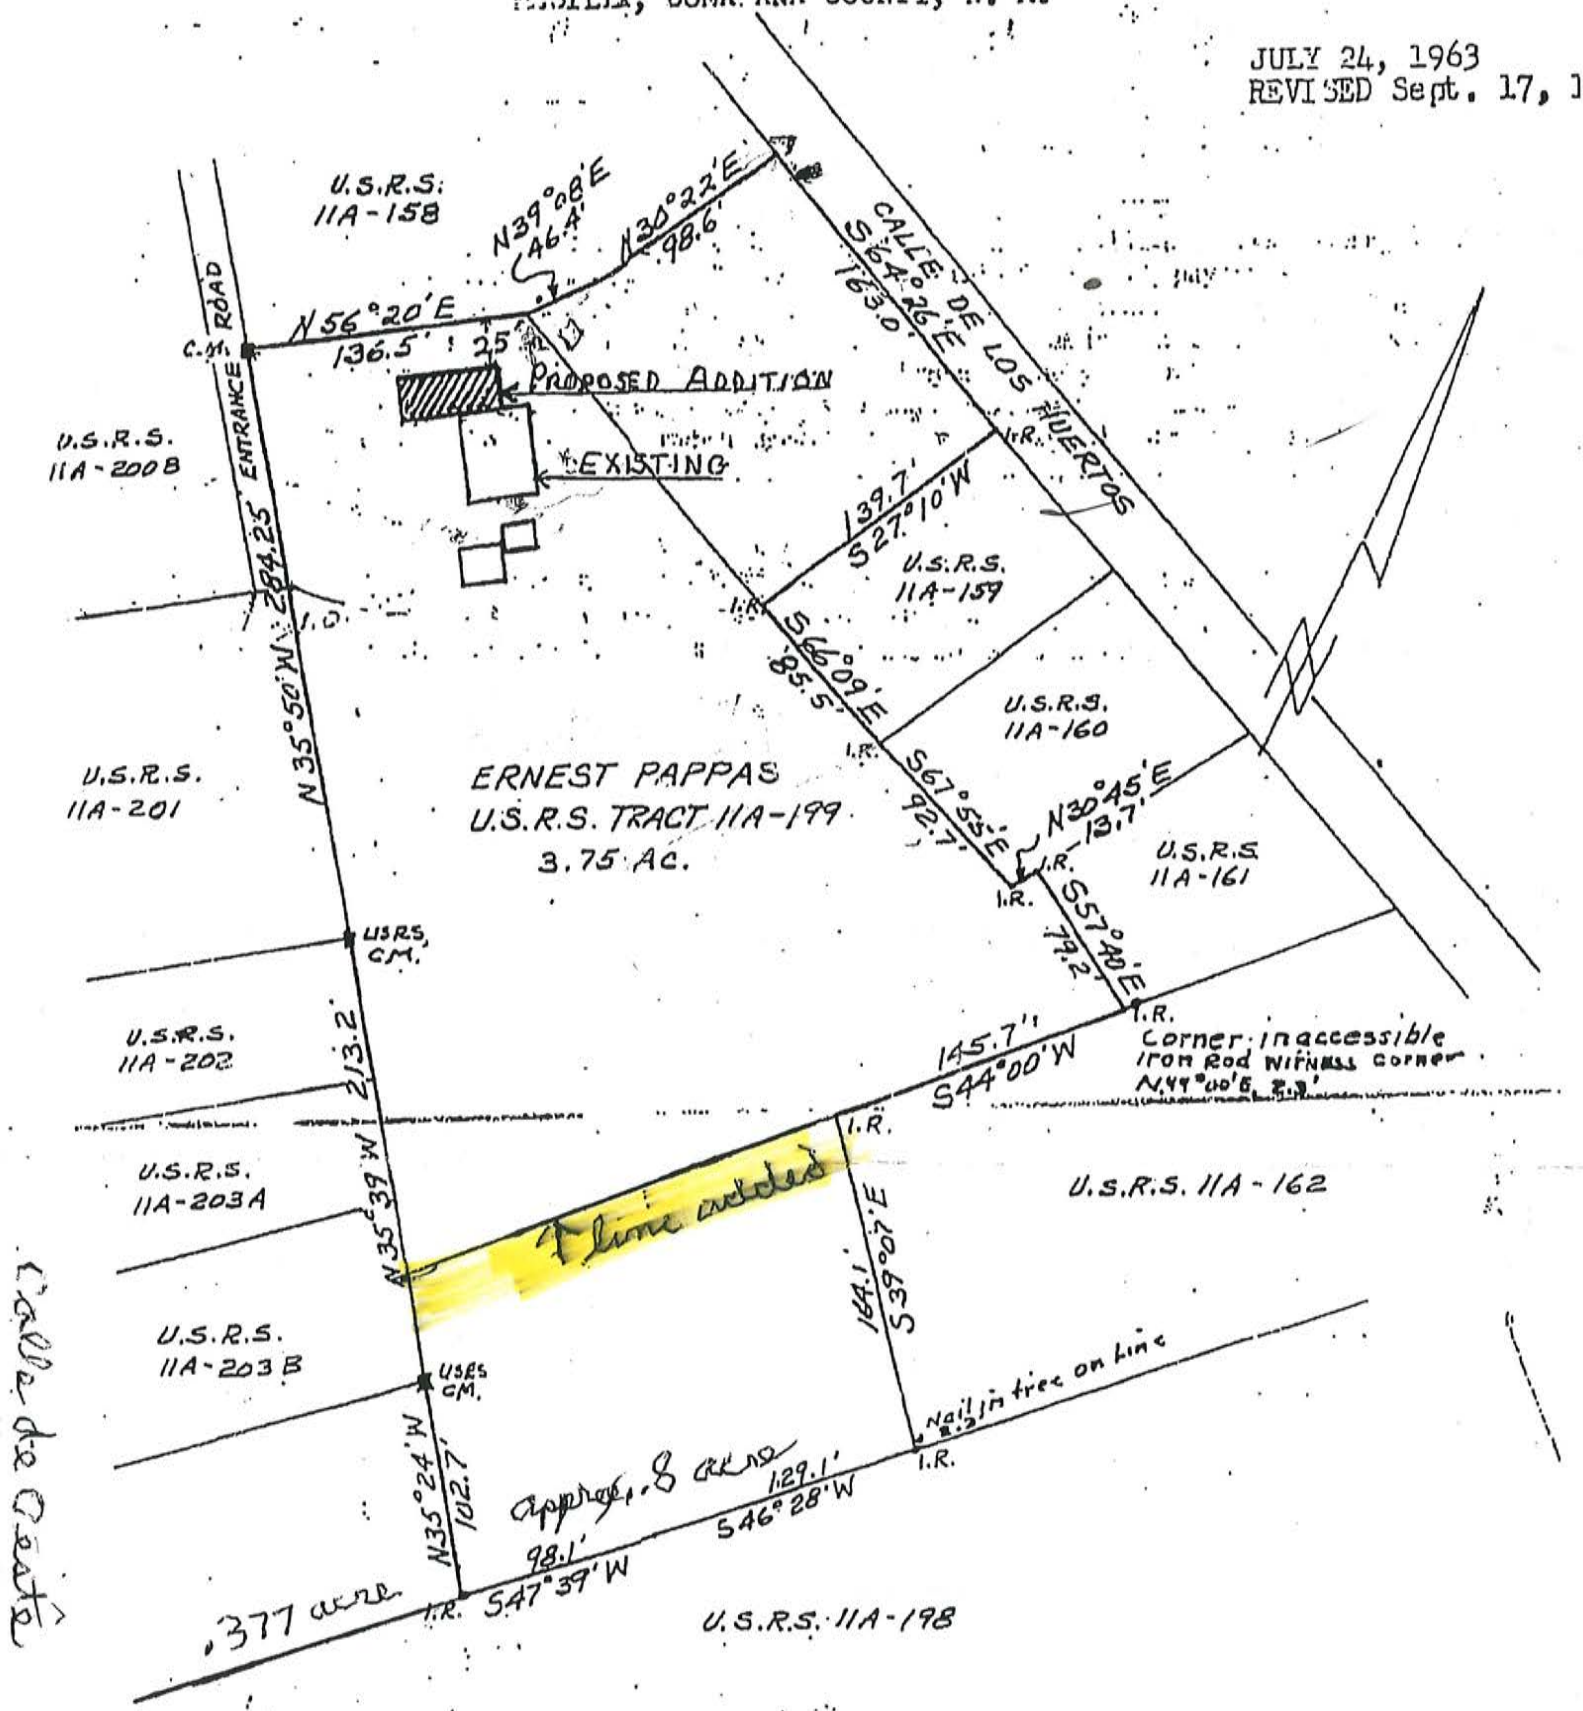 COUNTY, N. M.
JULY 24, 1963
REVISED Sept. 17, 1
U.S.R.S.
11A-158
N39°08'E
46.4'
N30°22'E
98.6'
CALLE DE LOS HUERTOS
S64°26'E
163.0'
ENTRANCE ROAD
C.M.
N56°20'E
136.5'
25'
PROPOSED ADDITION
EXISTING
I.R.
139.7'
S27°10'W
U.S.R.S.
11A-200B
284.25'
N35°50'W
I.R.
U.S.R.S.
11A-159
S66°09'E
85.5'
U.S.R.S.
11A-160
I.R.
S67°55'E
92.7'
N30°45'E
13.7'
I.R.
I.R.
U.S.R.S.
11A-161
S57°40'E
79.2'
U.S.R.S.
11A-201
ERNEST PAPPAS
U.S.R.S. TRACT 11A-199
3.75 AC.
USRS
C.M.
I.R.
Corner inaccessible
Iron Rod Witness corner
U.S.R.S.
11A-202
213.2'
N35°39'W
145.7'
S44°00'W
I.R.
U.S.R.S.
11A-203A
↑ line added
U.S.R.S. 11A-162
164.1'
S39°07'E
U.S.R.S.
11A-203B
USRS
C.M.
Nail in tree on Line
I.R.
Calle de Oeste
N35°24'W
102.7'
approx. .8 acre
129.1'
S46°28'W
98.1'
S47°39'W
I.R.
.377 acre
U.S.R.S. 11A-198